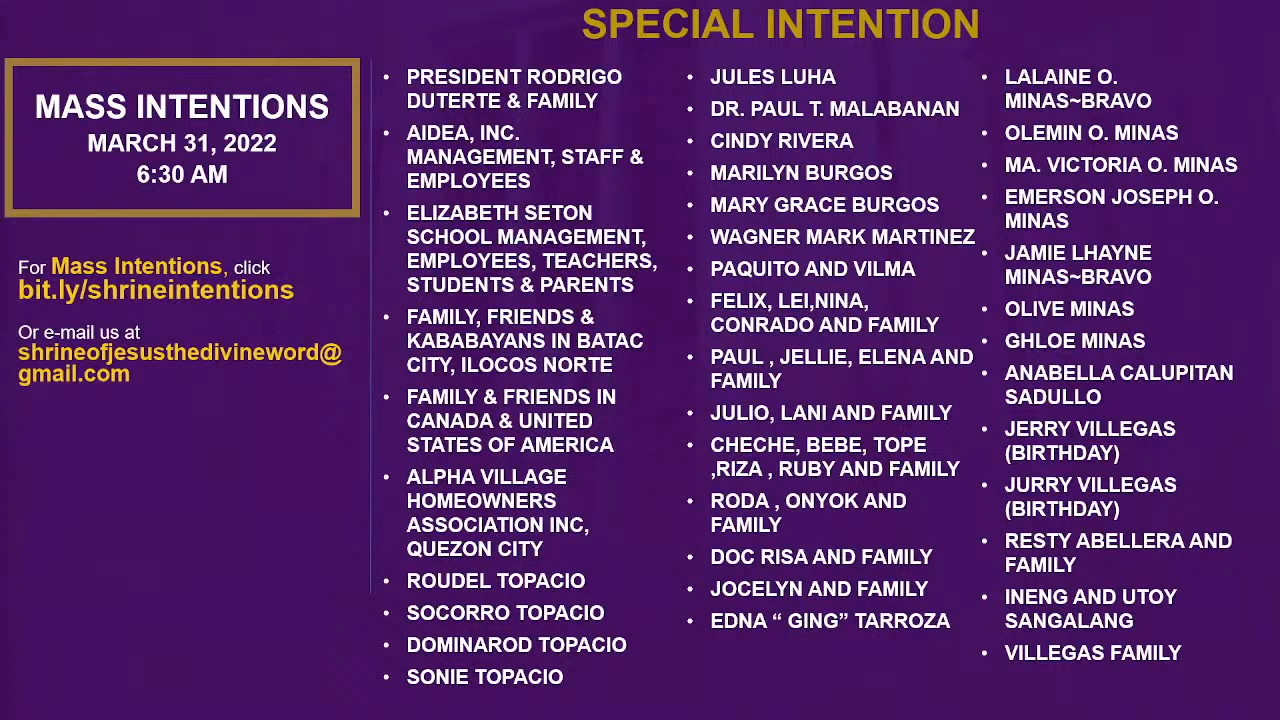 SPECIAL INTENTION
MASS INTENTIONS
MARCH 31, 2022
6:30 AM
For Mass Intentions, click
bit.ly/shrineintentions
Or e-mail us at
shrineofjesusthedivineword@
gmail.com
• PRESIDENT RODRIGO
DUTERTE & FAMILY
• AIDEA, INC.
MANAGEMENT, STAFF &
EMPLOYEES
• ELIZABETH SETON
SCHOOL MANAGEMENT,
EMPLOYEES, TEACHERS,
STUDENTS & PARENTS
• FAMILY, FRIENDS &
KABABAYANS IN BATAC
CITY, ILOCOS NORTE
• FAMILY & FRIENDS IN
CANADA & UNITED
STATES OF AMERICA
• ALPHA VILLAGE
HOMEOWNERS
ASSOCIATION INC,
QUEZON CITY
• ROUDEL TOPACIO
• SOCORRO TOPACIO
• DOMINAROD TOPACIO
• SONIE TOPACIO
• JULES LUHA
• DR. PAUL T. MALABANAN
• CINDY RIVERA
• MARILYN BURGOS
• MARY GRACE BURGOS
• WAGNER MARK MARTINEZ
• PAQUITO AND VILMA
• FELIX, LEI,NINA,
CONRADO AND FAMILY
• PAUL , JELLIE, ELENA AND
FAMILY
• JULIO, LANI AND FAMILY
• CHECHE, BEBE, TOPE
,RIZA , RUBY AND FAMILY
• RODA , ONYOK AND
FAMILY
• DOC RISA AND FAMILY
• JOCELYN AND FAMILY
• EDNA “ GING” TARROZA
• LALAINE O.
MINAS~BRAVO
• OLEMIN O. MINAS
• MA. VICTORIA O. MINAS
• EMERSON JOSEPH O.
MINAS
• JAMIE LHAYNE
MINAS~BRAVO
• OLIVE MINAS
• GHLOE MINAS
• ANABELLA CALUPITAN
SADULLO
• JERRY VILLEGAS
(BIRTHDAY)
• JURRY VILLEGAS
(BIRTHDAY)
• RESTY ABELLERA AND
FAMILY
• INENG AND UTOY
SANGALANG
• VILLEGAS FAMILY